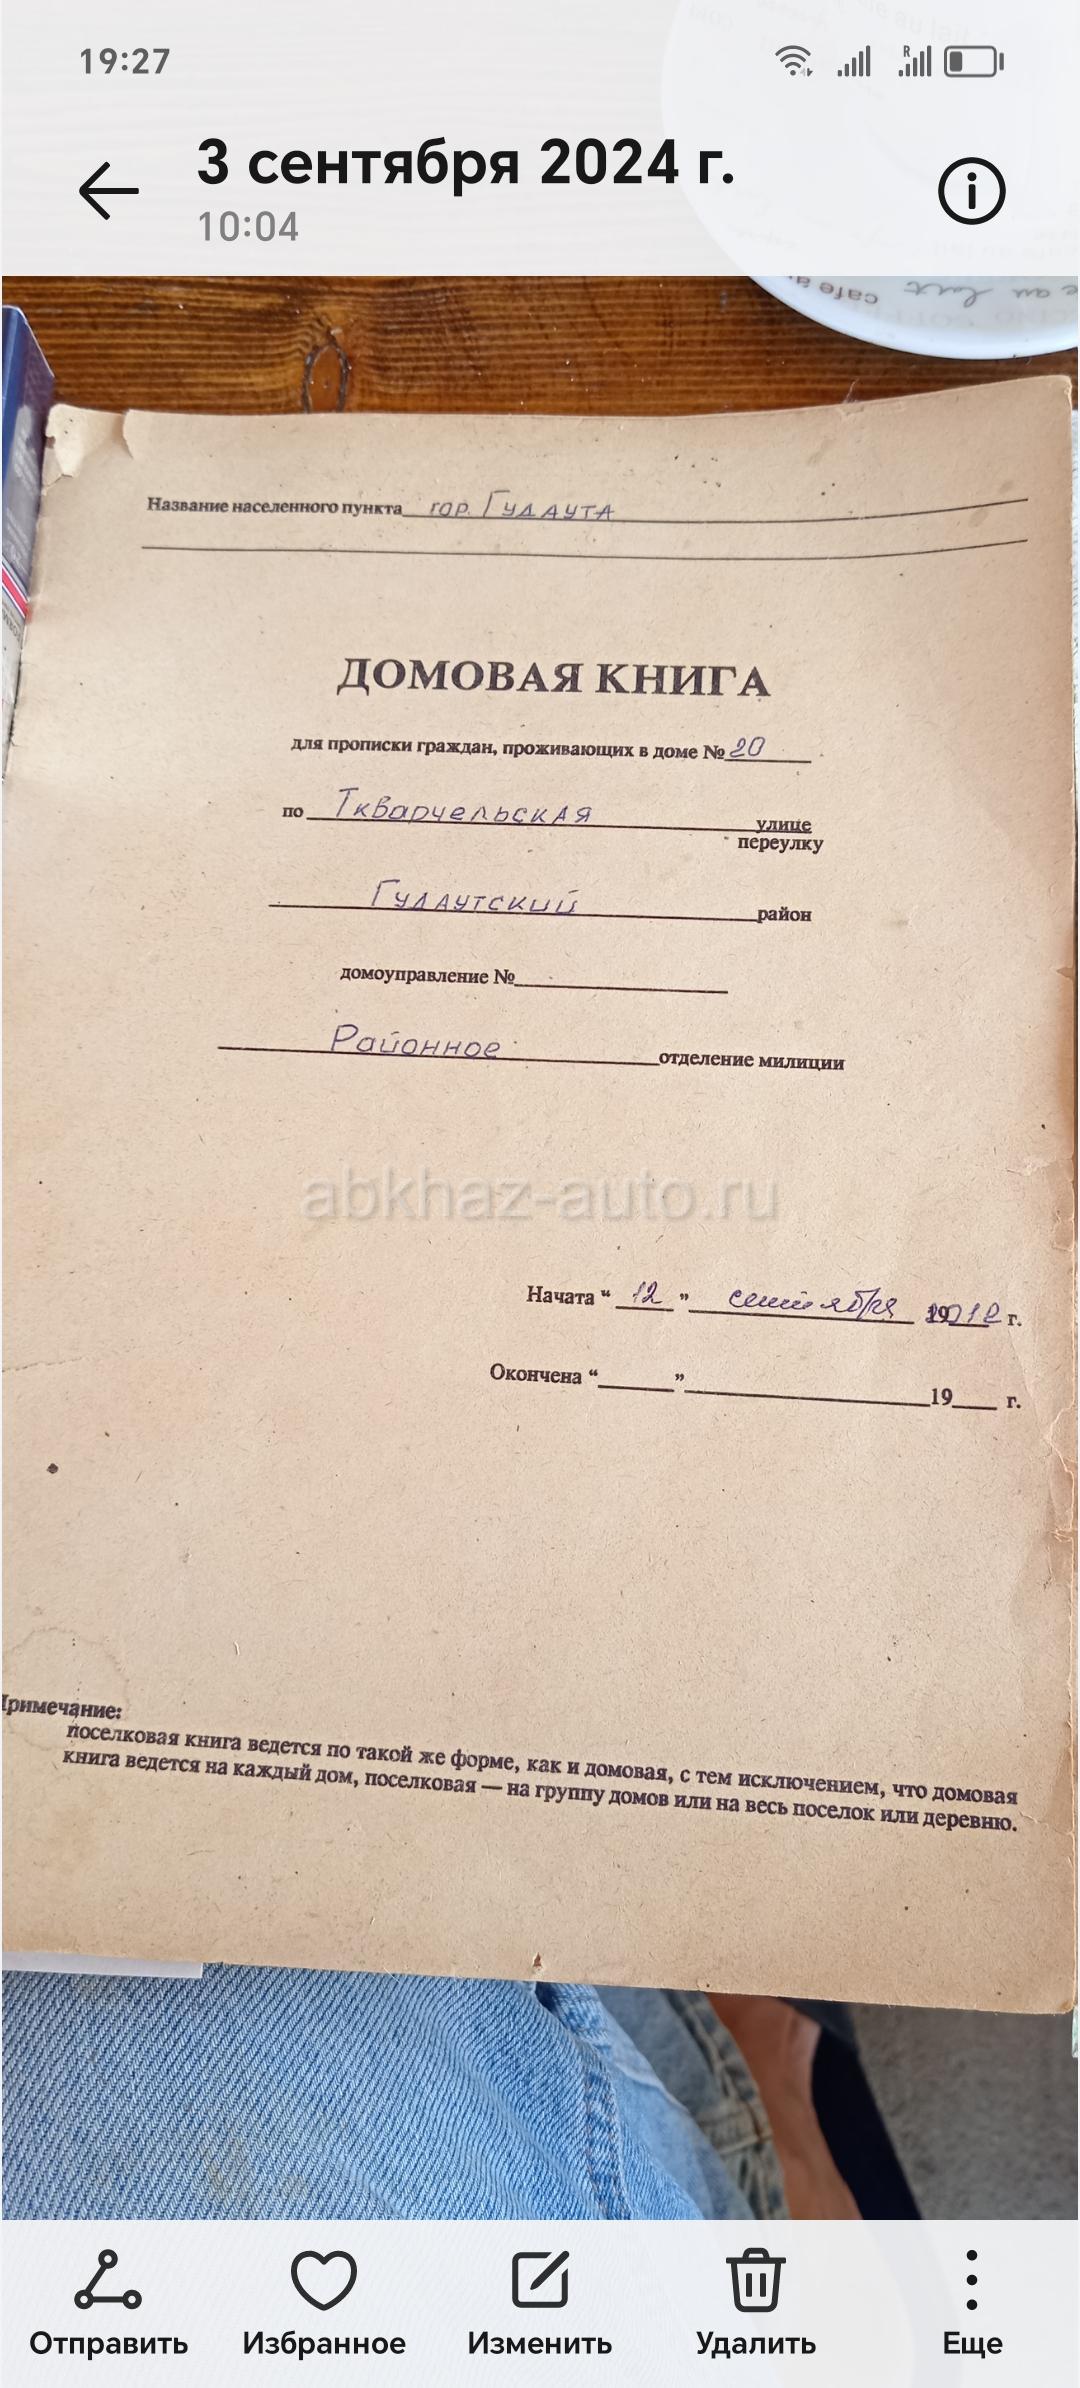 19:27
3 сентября 2024 г.
10:04
Название населенного пункта гор. Гудаута
ДОМОВАЯ КНИГА
для прописки граждан, проживающих в доме № 20
по Ткварчельская улице
переулку
Гудаутский район
домоуправление №
Районное отделение милиции
abkhaz-auto.ru
Начата “ 12 ” сентября 2012 г.
Окончена “ ” 19 г.
Примечание:
поселковая книга ведется по такой же форме, как и домовая, с тем исключением, что домовая
книга ведется на каждый дом, поселковая — на группу домов или на весь поселок или деревню.
Отправить Избранное Изменить Удалить Еще